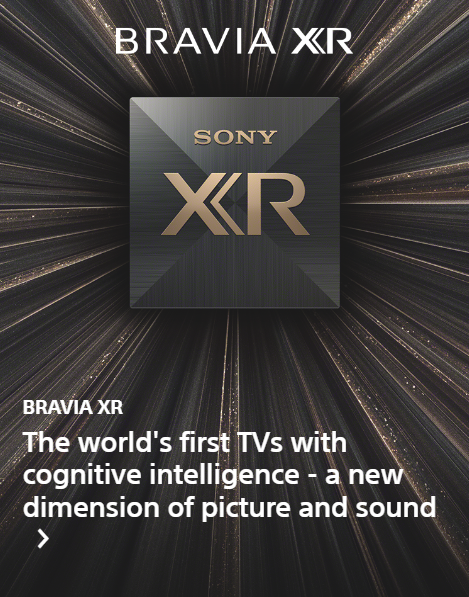 BRAVIA XR
SONY
XR
BRAVIA XR
The world's first TVs with
cognitive intelligence - a new
dimension of picture and sound